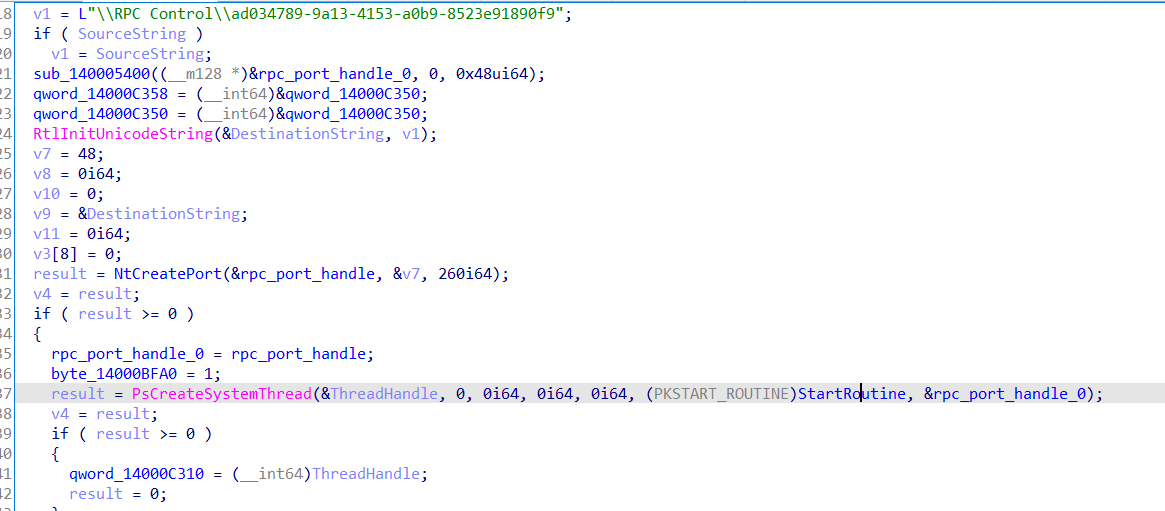 18 v1 = L"\\RPC Control\\ad034789-9a13-4153-a0b9-8523e91890f9";
19 if ( SourceString )
20 v1 = SourceString;
21 sub_140005400((__m128 *)&rpc_port_handle_0, 0, 0x48ui64);
22 qword_14000C358 = (__int64)&qword_14000C350;
23 qword_14000C350 = (__int64)&qword_14000C350;
24 RtlInitUnicodeString(&DestinationString, v1);
25 v7 = 48;
26 v8 = 0i64;
27 v10 = 0;
28 v9 = &DestinationString;
29 v11 = 0i64;
30 v3[8] = 0;
31 result = NtCreatePort(&rpc_port_handle, &v7, 260i64);
32 v4 = result;
33 if ( result >= 0 )
34 {
35 rpc_port_handle_0 = rpc_port_handle;
36 byte_14000BFA0 = 1;
37 result = PsCreateSystemThread(&ThreadHandle, 0, 0i64, 0i64, 0i64, (PKSTART_ROUTINE)StartRoutine, &rpc_port_handle_0);
38 v4 = result;
39 if ( result >= 0 )
40 {
41 qword_14000C310 = (__int64)ThreadHandle;
42 result = 0;